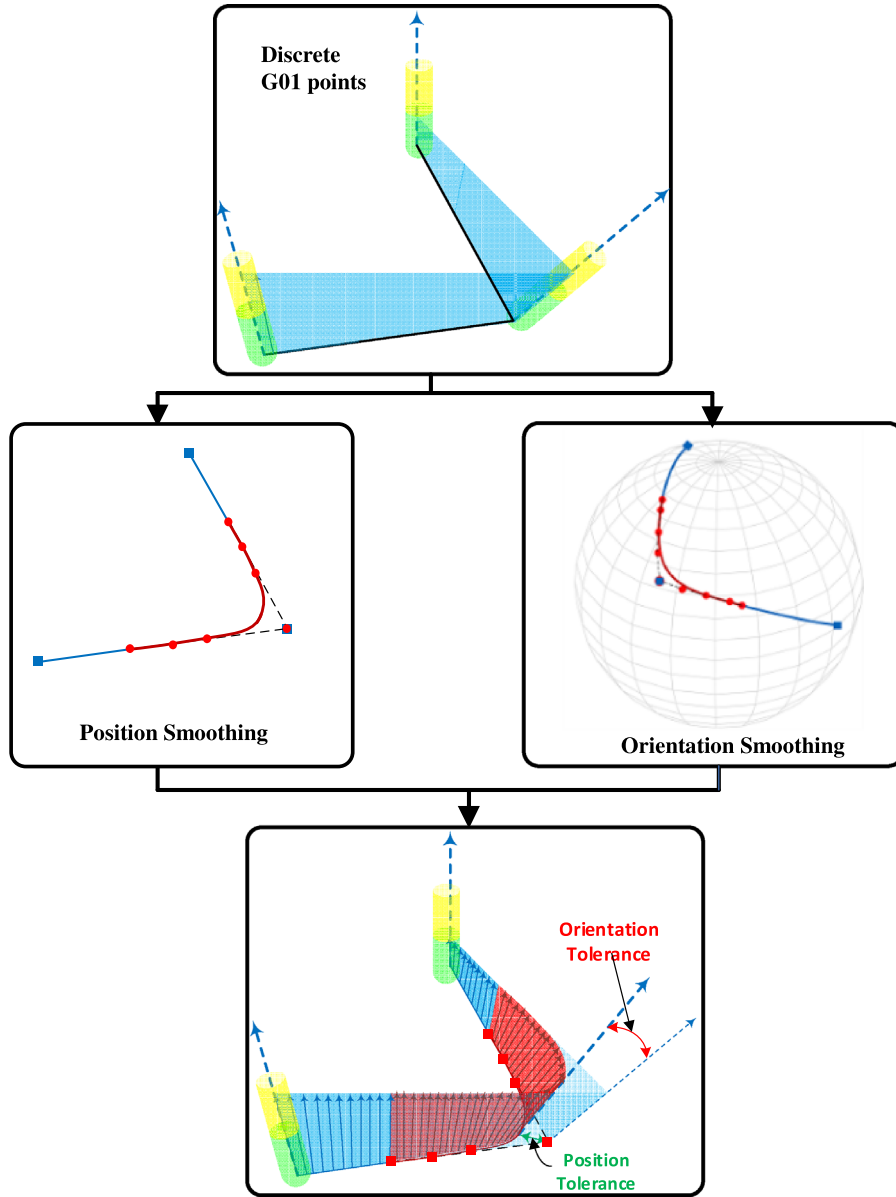 Discrete
G01 points
Position Smoothing
Orientation Smoothing
Orientation
Tolerance
Position
Tolerance